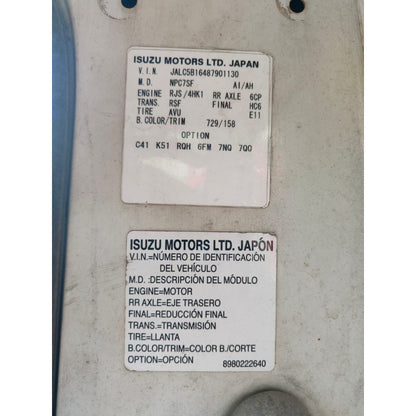 ISUZU MOTORS LTD. JAPAN
V.I.N. JALC5B16487901130
M.D. NPC7SF AI/AH
ENGINE RJS/4HK1 RR AXLE 6CP
TRANS. RSF FINAL HC6
TIRE AVU E11
B.COLOR/TRIM 729/158
OPTION
C41 K51 RQH 6FM 7NQ 7Q0
ISUZU MOTORS LTD. JAPÓN
V.I.N.=NÚMERO DE IDENTIFICACIÓN
DEL VEHÍCULO
M.D. :DESCRIPCIÓN DEL MÓDULO
ENGINE=MOTOR
RR AXLE=EJE TRASERO
FINAL=REDUCCIÓN FINAL
TRANS.=TRANSMISIÓN
TIRE=LLANTA
B.COLOR/TRIM=COLOR B./CORTE
OPTION=OPCIÓN
8980222640